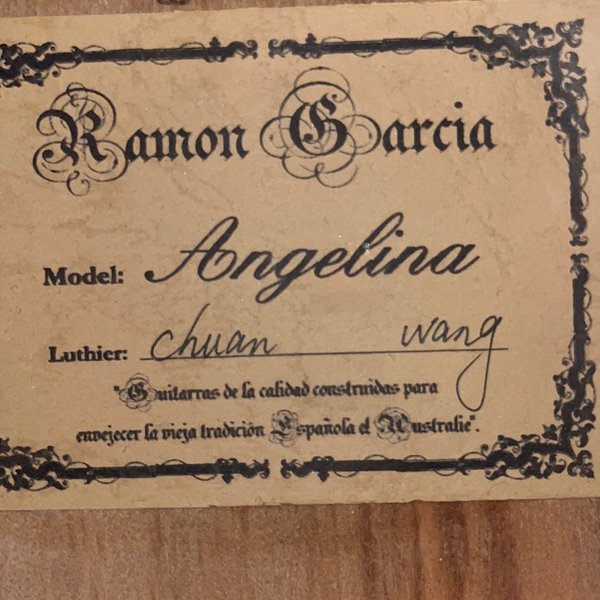 Ramon Garcia
Model: Angelina
Luthier: chuan wang
"Guitarras de la calidad construidas para
envejecer la vieja tradición Española el Australie".